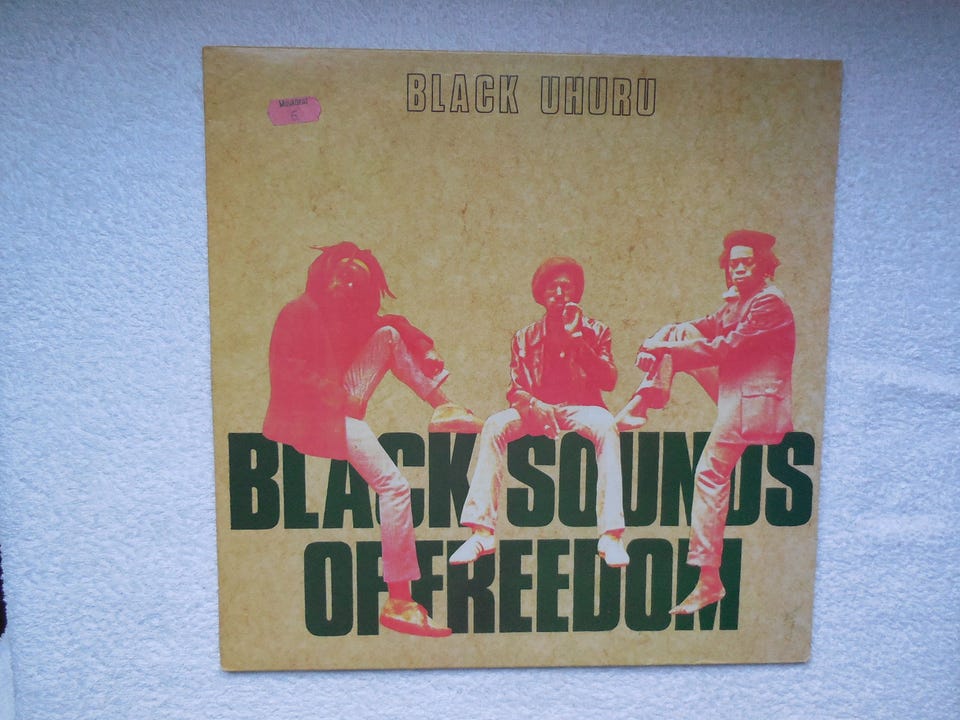 BLACK UHURU
6
BLACK SOUNDS
OF FREEDOM